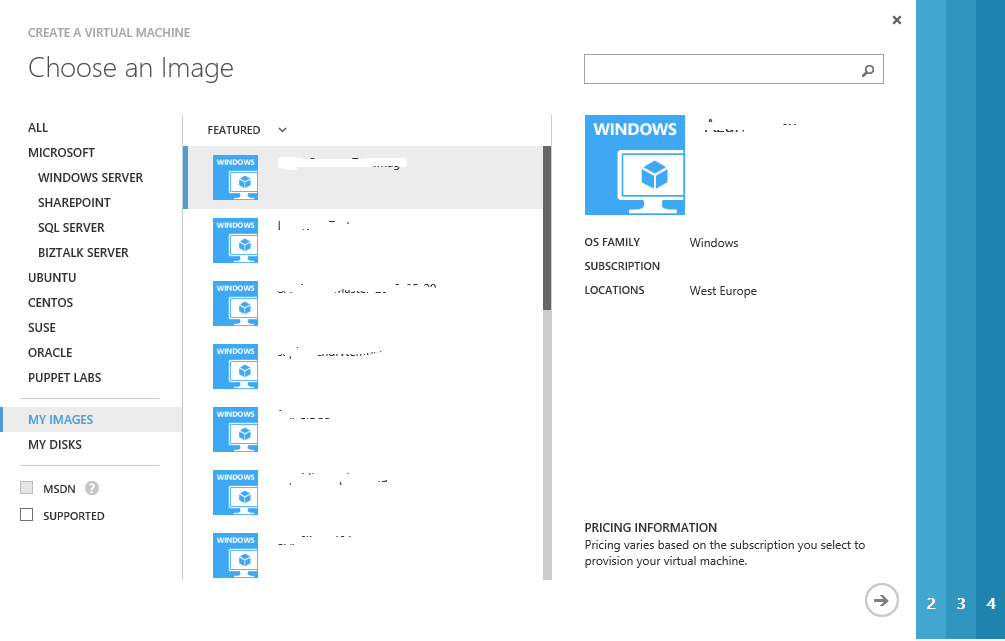 CREATE A VIRTUAL MACHINE
Choose an Image
ALL
MICROSOFT
WINDOWS SERVER
SHAREPOINT
SQL SERVER
BIZTALK SERVER
UBUNTU
CENTOS
SUSE
ORACLE
PUPPET LABS
MY IMAGES
MY DISKS
MSDN ?
SUPPORTED
FEATURED
WINDOWS
WINDOWS
WINDOWS
WINDOWS
WINDOWS
WINDOWS
WINDOWS
WINDOWS
OS FAMILY Windows
SUBSCRIPTION
LOCATIONS West Europe
PRICING INFORMATION
Pricing varies based on the subscription you select to
provision your virtual machine.
2 3 4